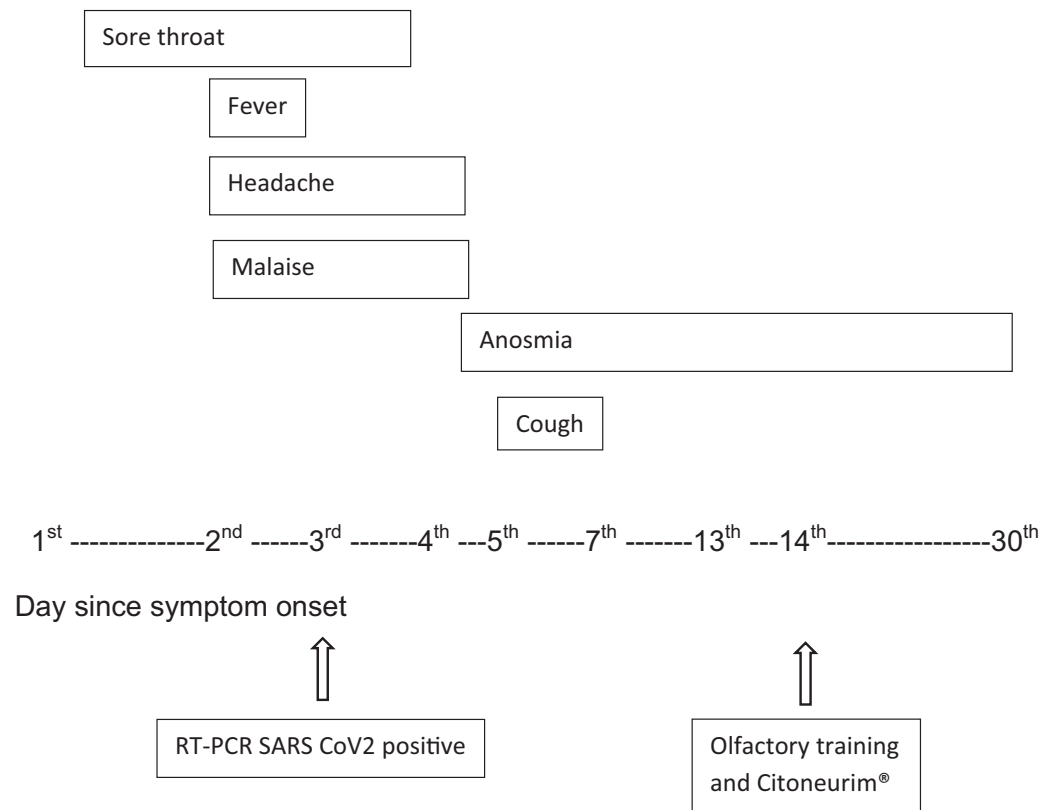 Sore throat
Fever
Headache
Malaise
Anosmia
Cough
1st --------------2nd ------3rd -------4th ---5th ------7th -------13th ---14th-----------------30th
Day since symptom onset
RT-PCR SARS CoV2 positive
Olfactory training
and Citoneurim®